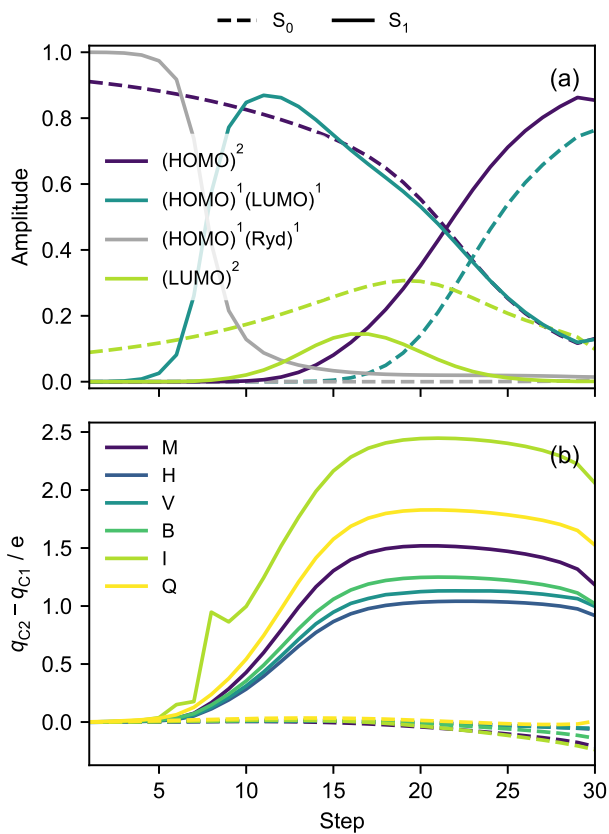 S₀ S₁
(a)
Amplitude
1.0
0.8
0.6
0.4
0.2
0.0
(HOMO)²
(HOMO)¹(LUMO)¹
(HOMO)¹(Ryd)¹
(LUMO)²
(b)
q_C2 − q_C1 / e
2.5
2.0
1.5
1.0
0.5
0.0
M
H
V
B
I
Q
5 10 15 20 25 30
Step